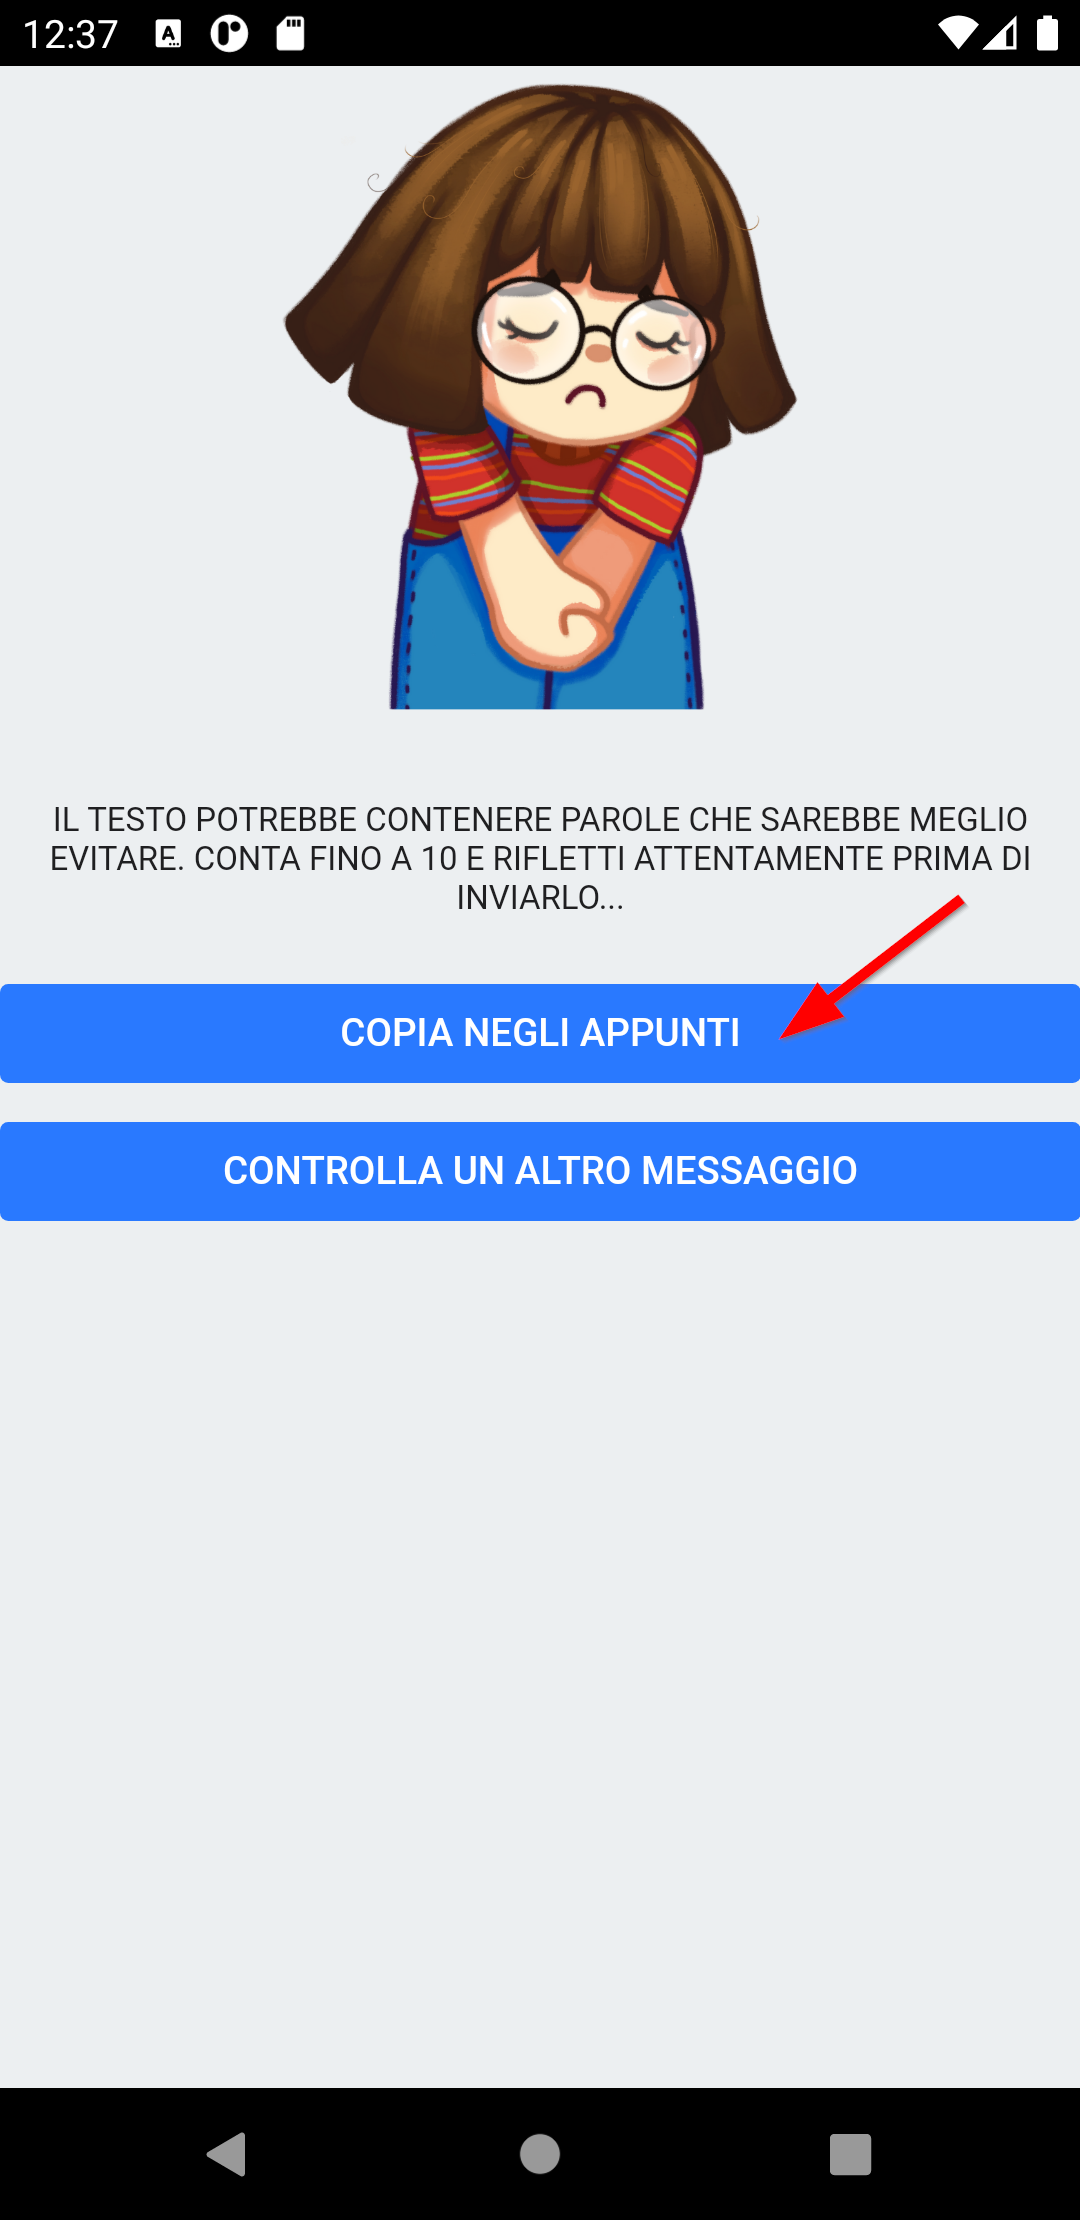 12:37
IL TESTO POTREBBE CONTENERE PAROLE CHE SAREBBE MEGLIO
EVITARE. CONTA FINO A 10 E RIFLETTI ATTENTAMENTE PRIMA DI
INVIARLO...
COPIA NEGLI APPUNTI
CONTROLLA UN ALTRO MESSAGGIO